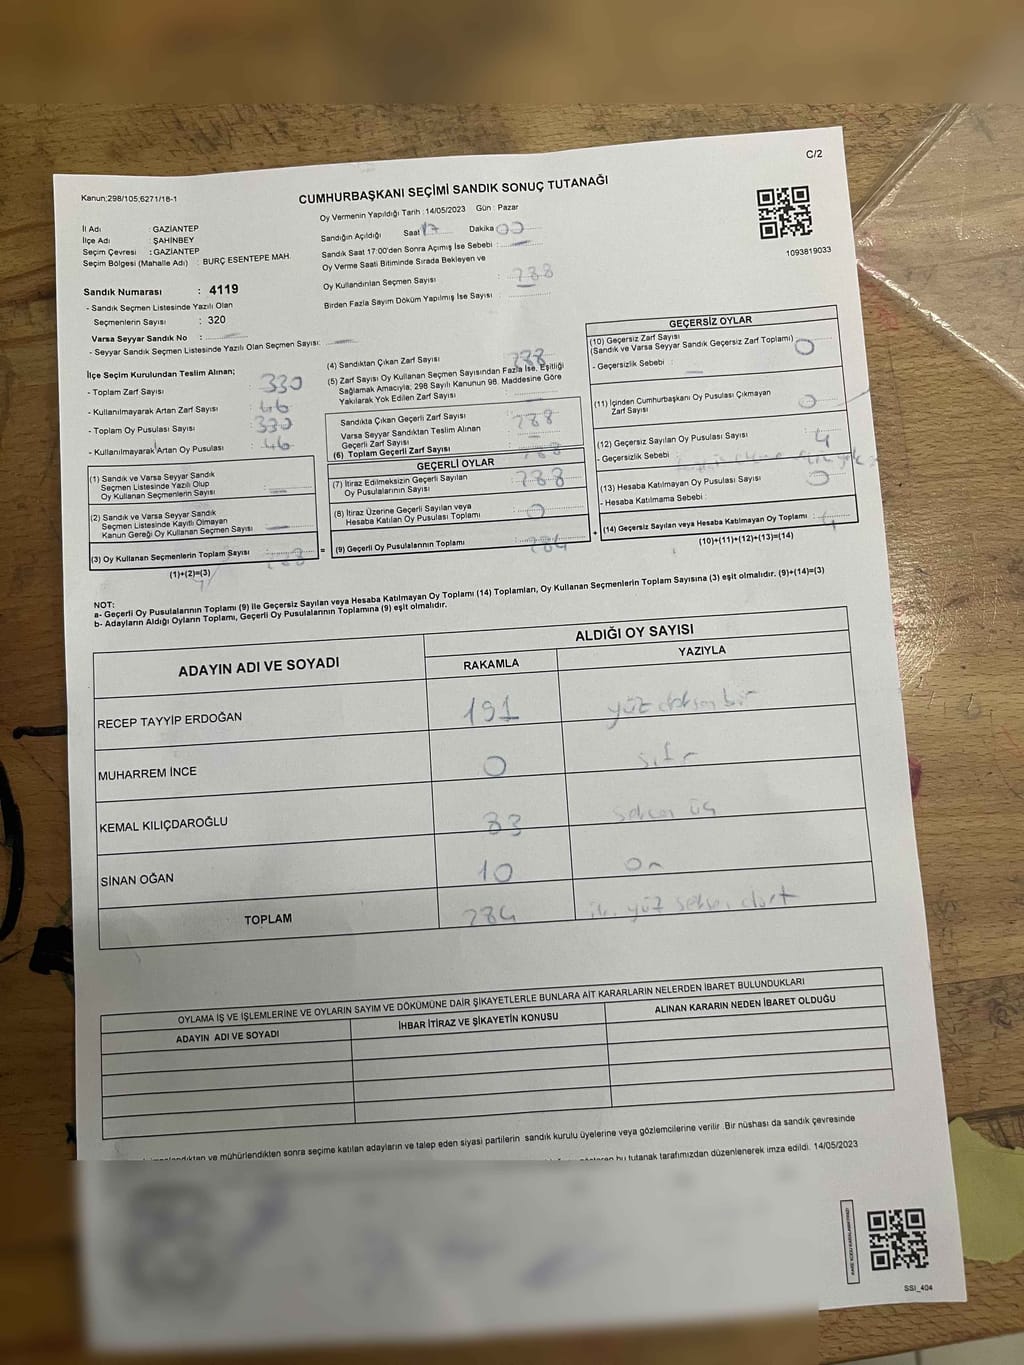 C/2
Kanun:298/105;6271/18-1
CUMHURBAŞKANI SEÇİMİ SANDIK SONUÇ TUTANAĞI
Oy Vermenin Yapıldığı Tarih :14/05/2023 Gün : Pazar
İl Adı : GAZİANTEP
İlçe Adı : ŞAHİNBEY
Seçim Çevresi : GAZİANTEP
Seçim Bölgesi (Mahalle Adı) : BURÇ ESENTEPE MAH.
Sandığın Açıldığı Saat 17 Dakika 00
Sandık Saat 17:00'den Sonra Açılmış İse Sebebi :
Oy Verme Saati Bitiminde Sırada Bekleyen ve
Oy Kullandırılan Seçmen Sayısı : 288
Birden Fazla Sayım Döküm Yapılmış İse Sayısı :
1093819033
Sandık Numarası : 4119
- Sandık Seçmen Listesinde Yazılı Olan
Seçmenlerin Sayısı : 320
Varsa Seyyar Sandık No :
- Seyyar Sandık Seçmen Listesinde Yazılı Olan Seçmen Sayısı:
İlçe Seçim Kurulundan Teslim Alınan;
- Toplam Zarf Sayısı : 330
- Kullanılmayarak Artan Zarf Sayısı : 46
- Toplam Oy Pusulası Sayısı : 330
- Kullanılmayarak Artan Oy Pusulası : 46
(1) Sandık ve Varsa Seyyar Sandık
Seçmen Listesinde Yazılı Olup
Oy Kullanan Seçmenlerin Sayısı :
(2) Sandık ve Varsa Seyyar Sandık
Seçmen Listesinde Kayıtlı Olmayan
Kanun Gereği Oy Kullanan Seçmen Sayısı :
(3) Oy Kullanan Seçmenlerin Toplam Sayısı : 288
(1)+(2)=(3)
(4) Sandıktan Çıkan Zarf Sayısı : 288
(5) Zarf Sayısı Oy Kullanan Seçmen Sayısından Fazla İse, Eşitliği
Sağlamak Amacıyla; 298 Sayılı Kanunun 98. Maddesine Göre
Yakılarak Yok Edilen Zarf Sayısı :
Sandıkta Çıkan Geçerli Zarf Sayısı : 288
Varsa Seyyar Sandıktan Teslim Alınan
Geçerli Zarf Sayısı :
(6) Toplam Geçerli Zarf Sayısı : 288
GEÇERLİ OYLAR
(7) İtiraz Edilmeksizin Geçerli Sayılan
Oy Pusulalarının Sayısı : 288
(8) İtiraz Üzerine Geçerli Sayılan veya
Hesaba Katılan Oy Pusulası Toplamı : 0
= (9) Geçerli Oy Pusulalarının Toplamı : 284
GEÇERSİZ OYLAR
(10) Geçersiz Zarf Sayısı
(Sandık ve Varsa Seyyar Sandık Geçersiz Zarf Toplamı) : 0
- Geçersizlik Sebebi :
(11) İçinden Cumhurbaşkanı Oy Pusulası Çıkmayan
Zarf Sayısı : 0
(12) Geçersiz Sayılan Oy Pusulası Sayısı : 4
- Geçersizlik Sebebi
(13) Hesaba Katılmayan Oy Pusulası Sayısı : 0
- Hesaba Katılmama Sebebi :
+ (14) Geçersiz Sayılan veya Hesaba Katılmayan Oy Toplamı : 4
(10)+(11)+(12)+(13)=(14)
NOT:
a- Geçerli Oy Pusulalarının Toplamı (9) ile Geçersiz Sayılan veya Hesaba Katılmayan Oy Toplamı (14) Toplamları, Oy Kullanan Seçmenlerin Toplam Sayısına (3) eşit olmalıdır. (9)+(14)=(3)
b- Adayların Aldığı Oyların Toplamı, Geçerli Oy Pusulalarının Toplamına (9) eşit olmalıdır.
ADAYIN ADI VE SOYADI ALDIĞI OY SAYISI
RAKAMLA YAZIYLA
RECEP TAYYİP ERDOĞAN 191 yüz doksan bir
MUHARREM İNCE 0 sıfır
KEMAL KILIÇDAROĞLU 83 seksen üç
SİNAN OĞAN 10 on
TOPLAM 284 iki yüz seksen dört
OYLAMA İŞ VE İŞLEMLERİNE VE OYLARIN SAYIM VE DÖKÜMÜNE DAİR ŞİKAYETLERLE BUNLARA AİT KARARLARIN NELERDEN İBARET BULUNDUKLARI
ADAYIN ADI VE SOYADI İHBAR İTİRAZ VE ŞİKAYETİN KONUSU ALINAN KARARIN NEDEN İBARET OLDUĞU
ve mühürlendikten sonra seçime katılan adayların ve talep eden siyasi partilerin sandık kurulu üyelerine veya gözlemcilerine verilir. Bir nüshası da sandık çevresinde
bu tutanak tarafımızdan düzenlenerek imza edildi. 14/05/2023
SSI_404